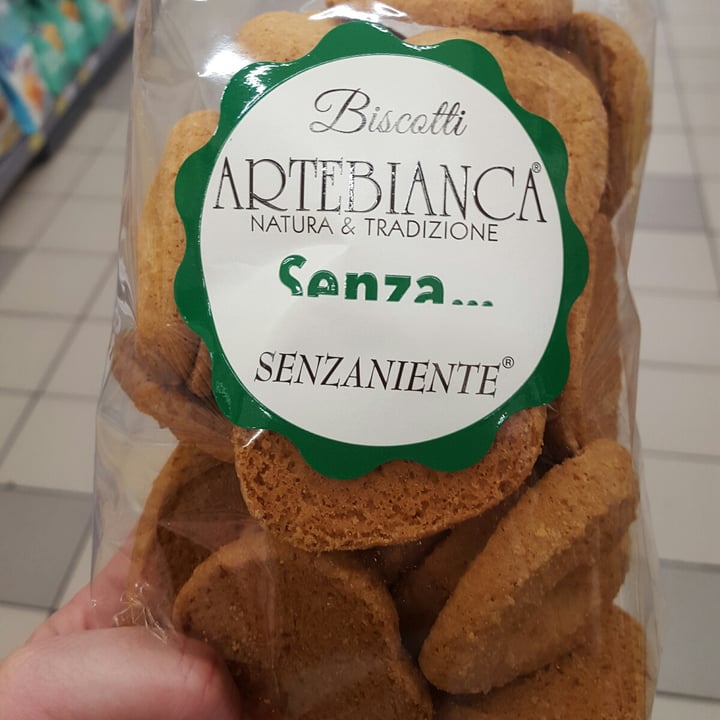 Biscotti
ARTEBIANCA®
NATURA & TRADIZIONE
Senza...
SENZANIENTE®